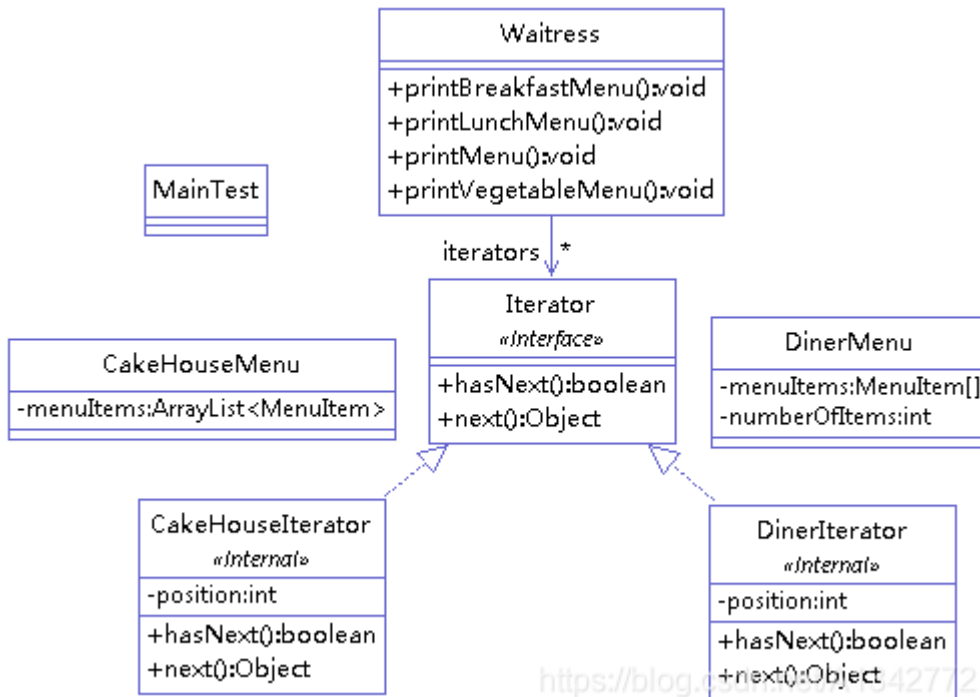 Waitress
+printBreakfastMenu():void
+printLunchMenu():void
+printMenu():void
+printVegetableMenu():void
MainTest
iterators *
Iterator
«interface»
+hasNext():boolean
+next():Object
CakeHouseMenu
-menuItems:ArrayList<MenuItem>
DinerMenu
-menuItems:MenuItem[]
-numberOfItems:int
CakeHouseIterator
«internal»
-position:int
+hasNext():boolean
+next():Object
DinerIterator
«internal»
-position:int
+hasNext():boolean
+next():Object